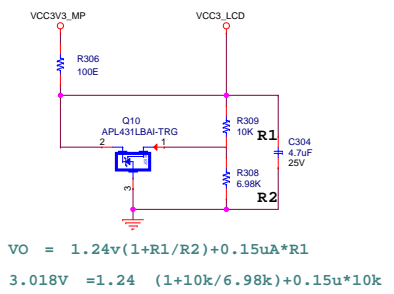 VCC3V3_MP
VCC3_LCD
R306
100E
Q10
APL431LBAI-TRG
2
1
3
R309
10K
R1
C304
4.7uF
25V
R308
6.98K
R2
VO = 1.24v(1+R1/R2)+0.15uA*R1
3.018V =1.24 (1+10k/6.98k)+0.15u*10k